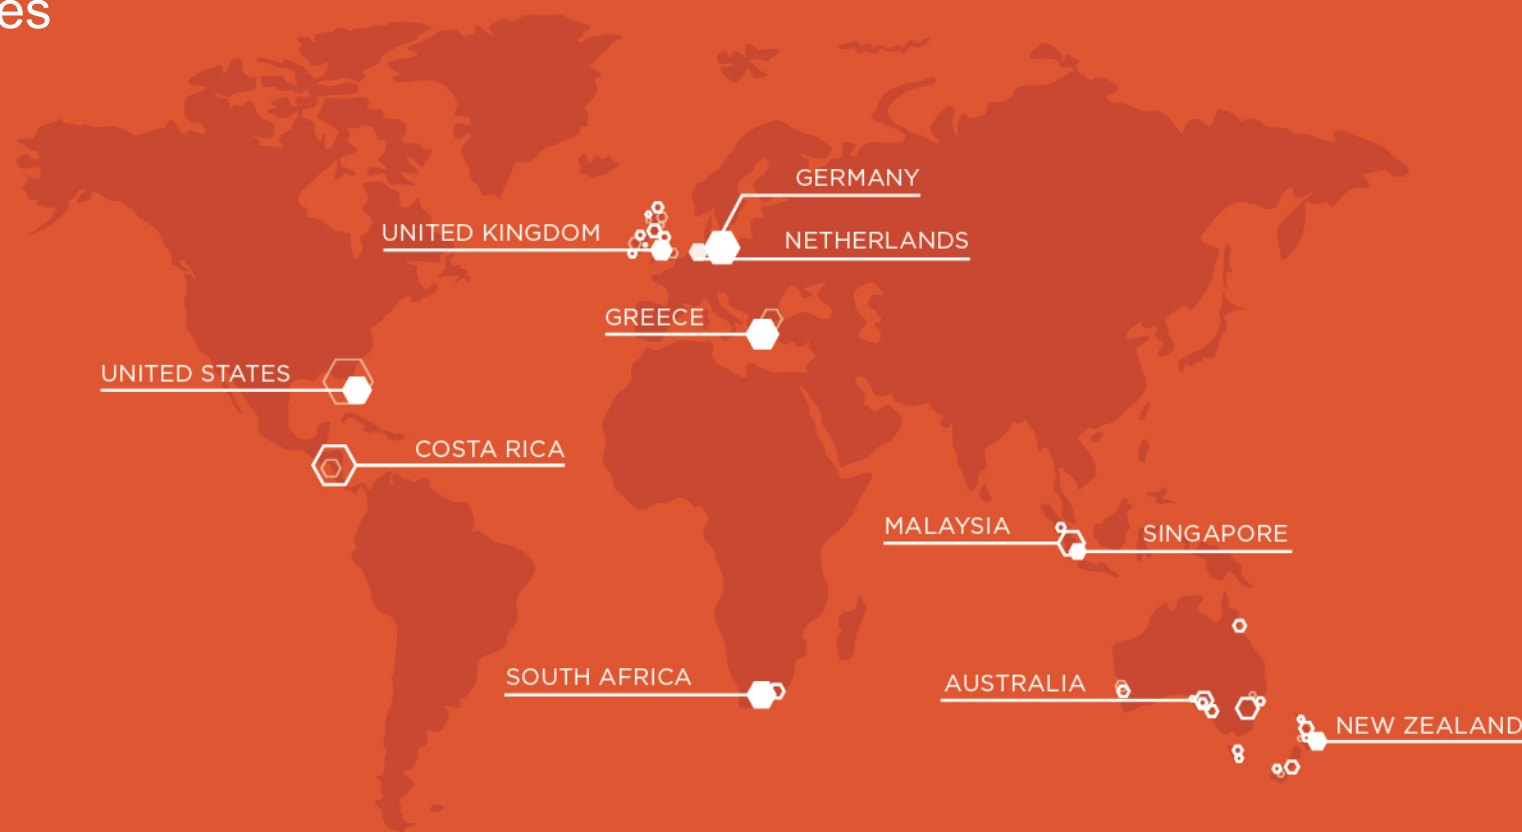 es
GERMANY
UNITED KINGDOM
NETHERLANDS
GREECE
UNITED STATES
COSTA RICA
MALAYSIA
SINGAPORE
SOUTH AFRICA
AUSTRALIA
NEW ZEALAND